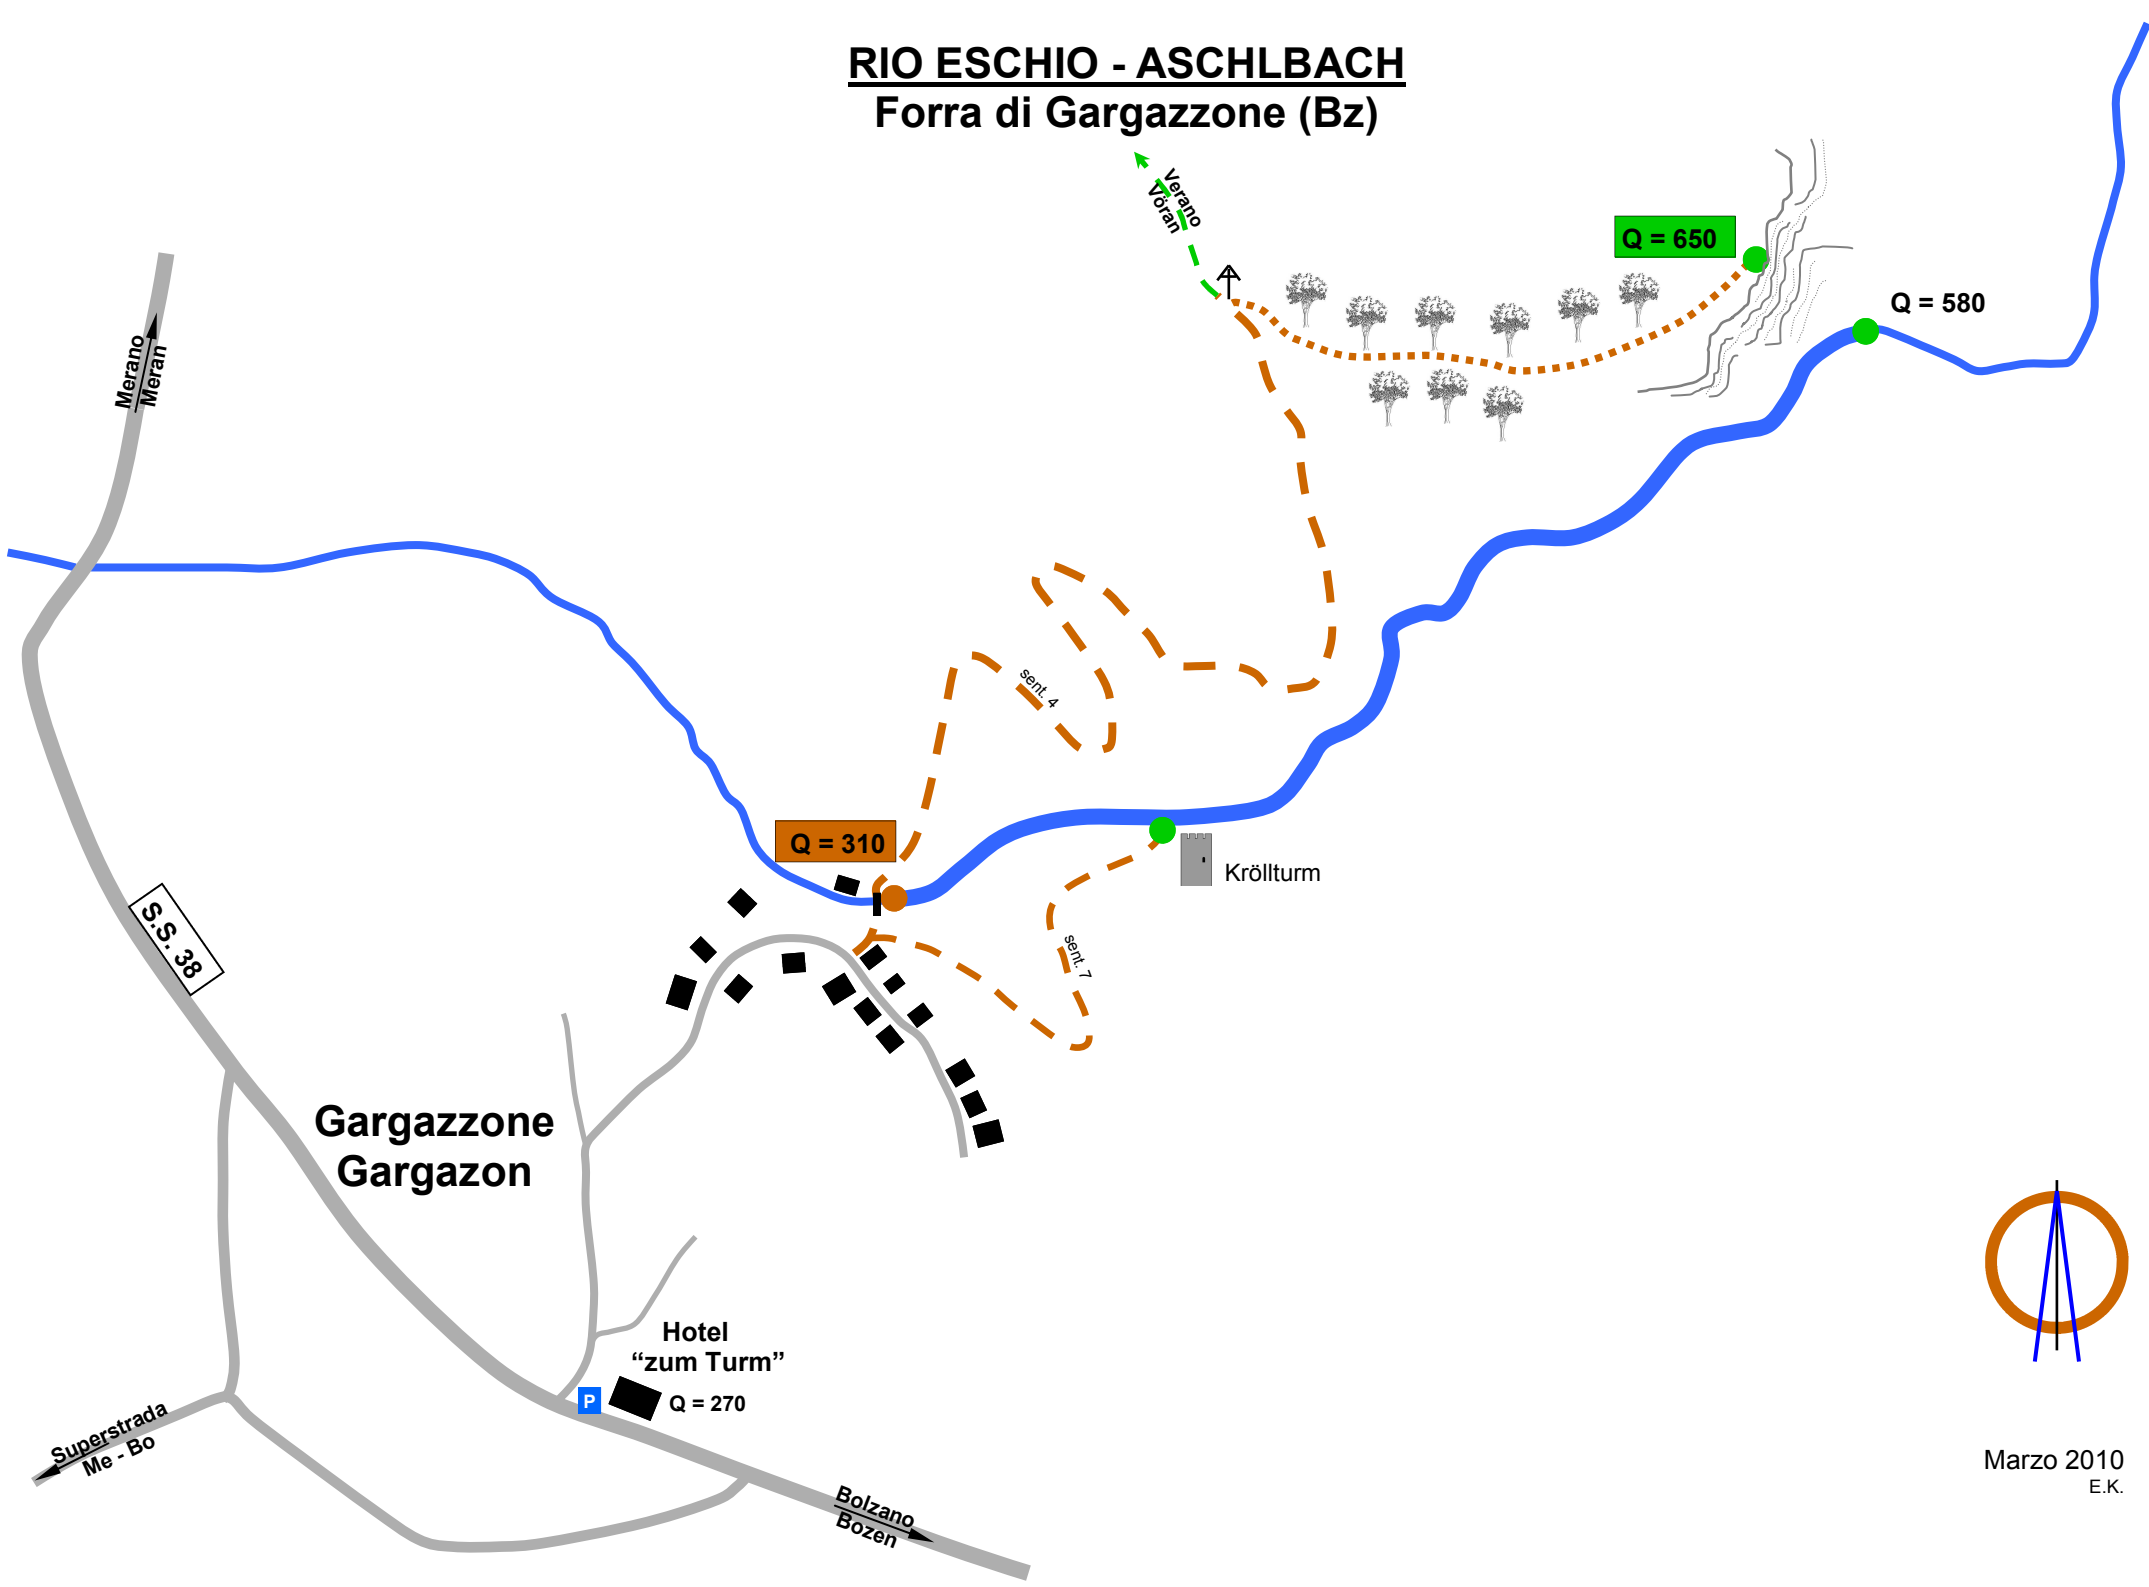 RIO ESCHIO - ASCHLBACH
Forra di Gargazzone (Bz)
Verano
Vöran
Q = 650
Q = 580
Merano
Meran
sent. 4
Q = 310
Kröllturm
S.S. 38
sent. 7
Gargazzone
Gargazon
Hotel
“zum Turm”
P
Q = 270
Superstrada
Me - Bo
Bolzano
Bozen
Marzo 2010
E.K.